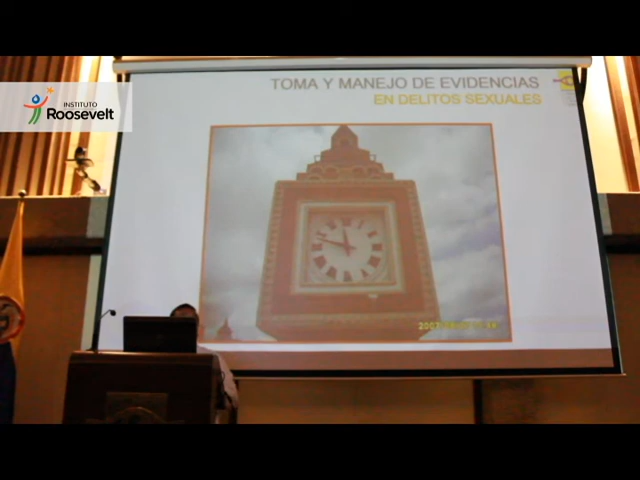 INSTITUTO
Roosevelt
TOMA Y MANEJO DE EVIDENCIAS
EN DELITOS SEXUALES